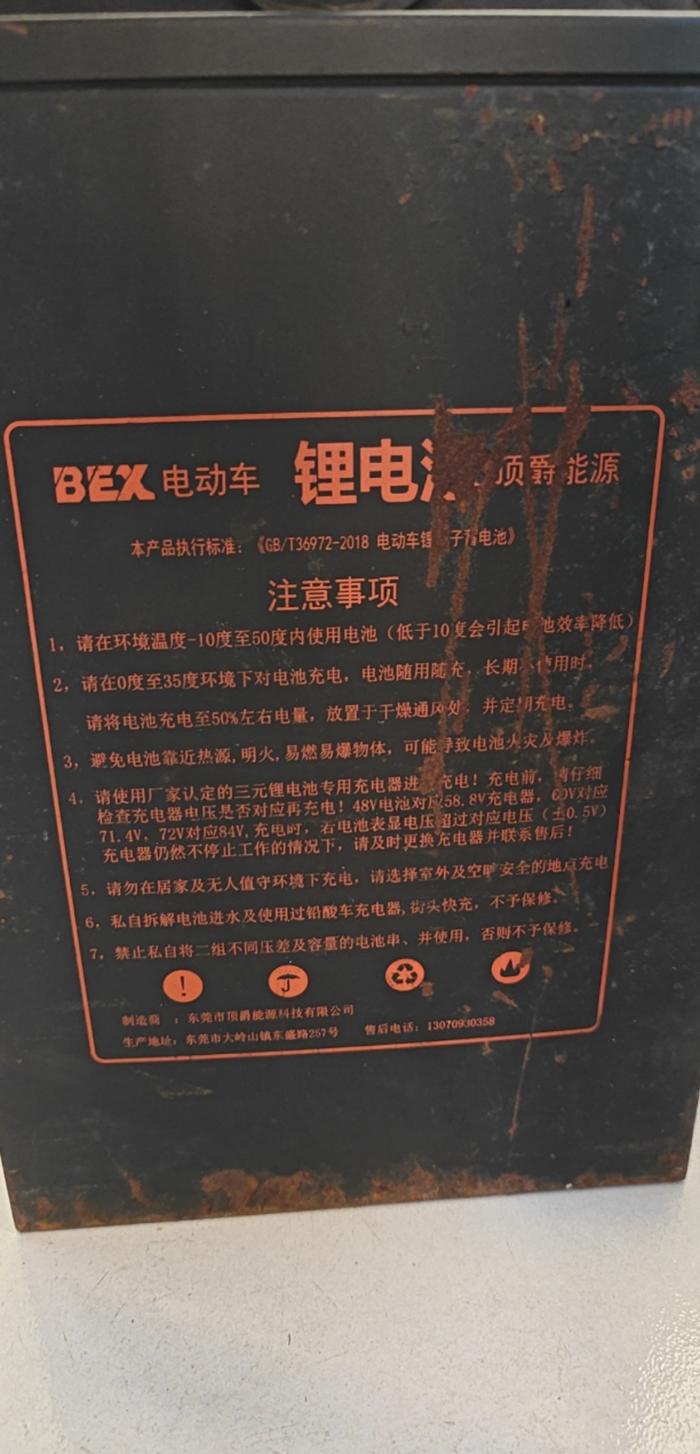 BEX 电动车 锂电池 顶爵能源
本产品执行标准：《GB/T36972-2018 电动车锂 子 电池》
注意事项
1，请在环境温度-10度至50度内使用电池（低于10度会引起电池效率降低）
2，请在0度至35度环境下对电池充电，电池随用随充，长期不使用时，
请将电池充电至50%左右电量，放置于干燥通风处，并定期充电。
3，避免电池靠近热源，明火，易燃易爆物体，可能导致电池火灾及爆炸。
4，请使用厂家认定的三元锂电池专用充电器进 充电！充电前，请仔细
检查充电器电压是否对应再充电！48V电池对应58.8V充电器，60V对应
71.4V，72V对应84V，充电时，若电池表显电压超过对应电压（±0.5V）
充电器仍然不停止工作的情况下，请及时更换充电器并联系售后！
5，请勿在居家及无人值守环境下充电，请选择室外及空旷安全的地点充电
6，私自拆解电池进水及使用过铅酸车充电器，街头快充，不予保修。
7，禁止私自将二组不同压差及容量的电池串、并使用，否则不予保修。
制造商 ：东莞市顶爵能源科技有限公司
生产地址：东莞市大岭山镇东盛路257号 售后电话：13070930358